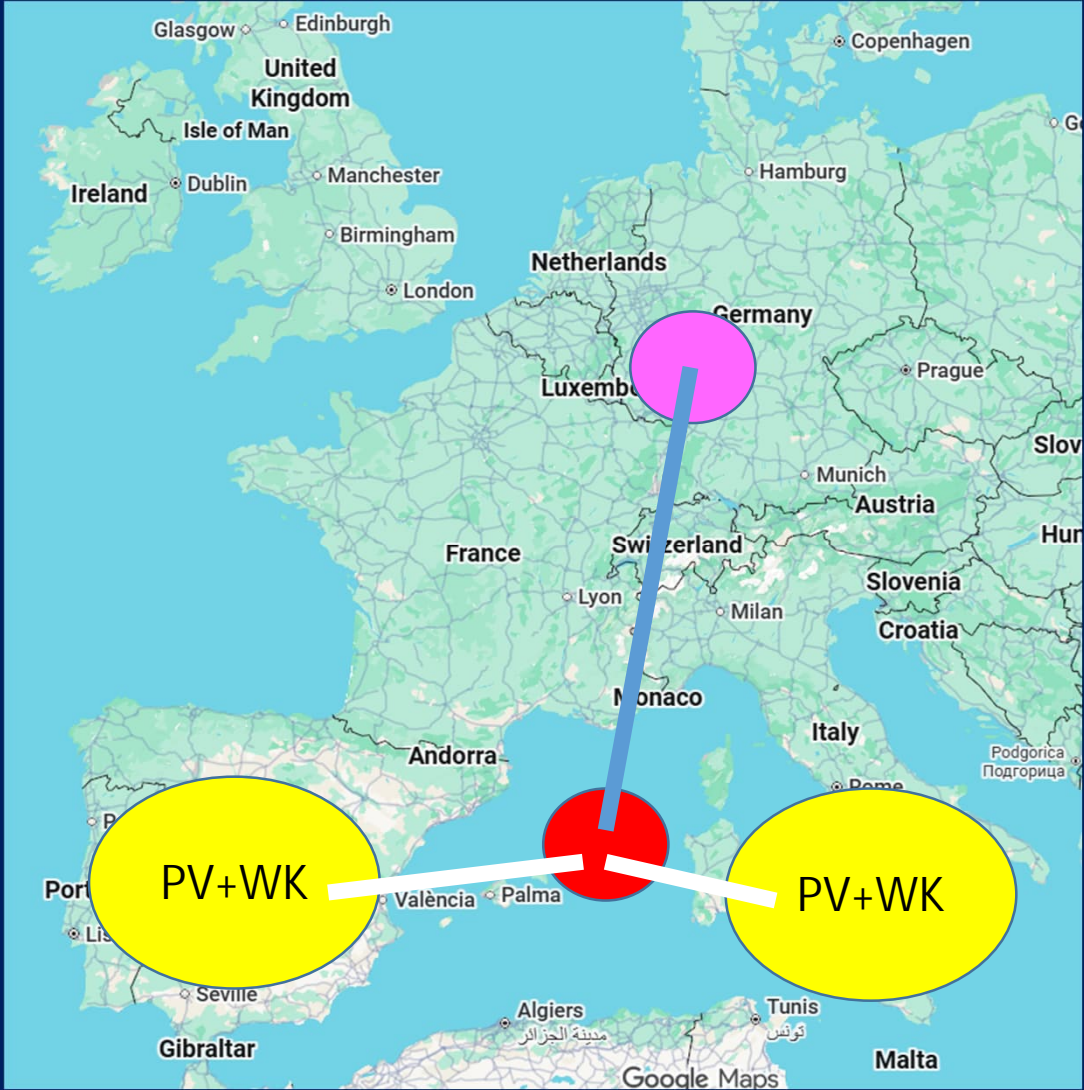 Glasgow
Edinburgh
Copenhagen
United
Kingdom
Isle of Man
Hamburg
Manchester
Dublin
Ireland
Birmingham
Netherlands
London
Germany
Prague
Munich
Austria
France
Switzerland
Slovenia
Lyon
Milan
Croatia
Monaco
Italy
Andorra
Podgorica
Подгорица
Rome
PV+WK
PV+WK
València
Palma
Seville
Algiers
مدينة الجزائر
Tunis
تونس
Gibraltar
Malta
Google Maps